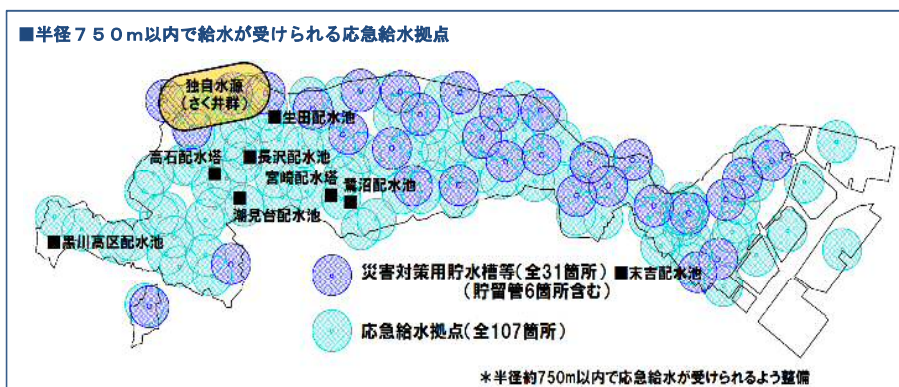 ■半径７５０m以内で給水が受けられる応急給水拠点
独自水源
(さく井群)
■生田配水池
高石配水塔
■長沢配水池
宮崎配水塔
鷺沼配水池
潮見台配水池
■黒川高区配水池
災害対策用貯水槽等(全31箇所)
(貯留管6箇所含む)
■末吉配水池
応急給水拠点(全107箇所)
＊半径約750m以内で応急給水が受けられるよう整備